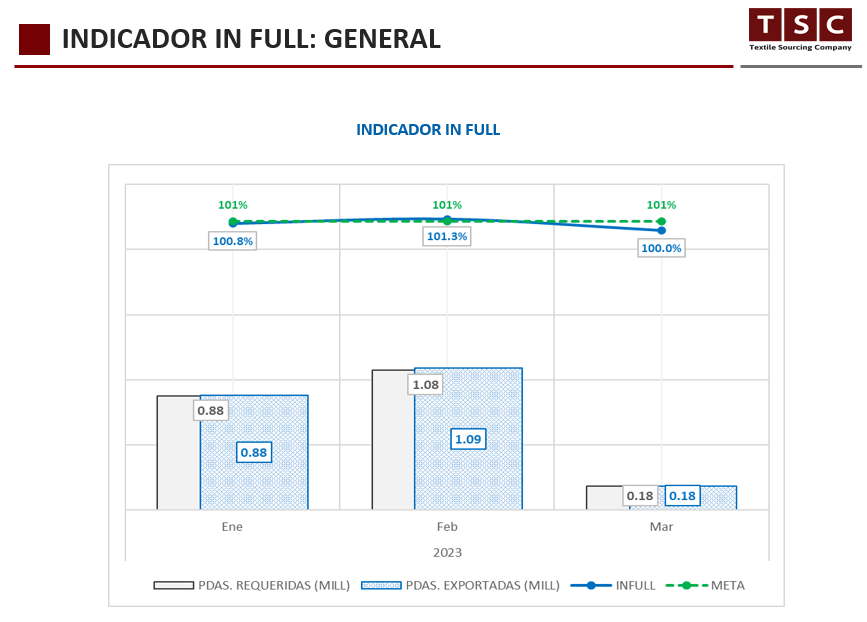 INDICADOR IN FULL: GENERAL
TSC
Textile Sourcing Company
INDICADOR IN FULL
101% 101% 101%
100.8% 101.3% 100.0%
0.88 1.08
0.88 1.09 0.18 0.18
Ene Feb Mar
2023
PDAS. REQUERIDAS (MILL) PDAS. EXPORTADAS (MILL) INFULL META